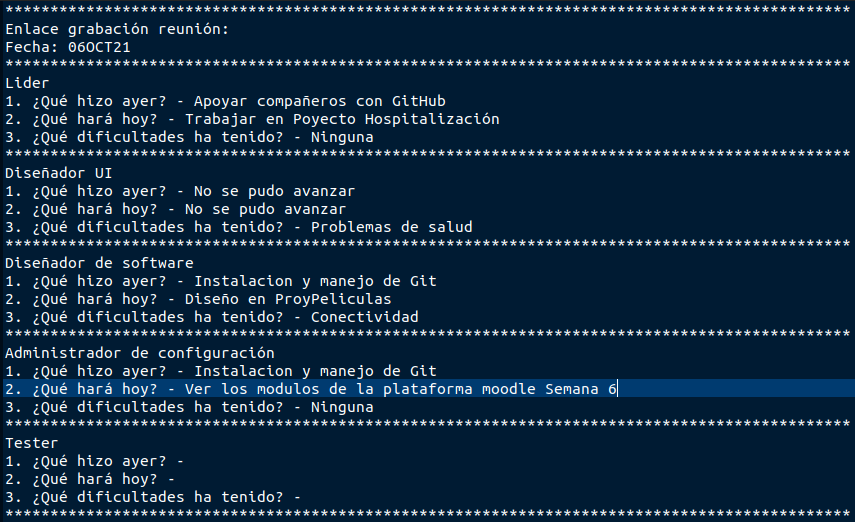 **********************************************************************************************
Enlace grabación reunión:
Fecha: 06OCT21
**********************************************************************************************
Lider
1. ¿Qué hizo ayer? - Apoyar compañeros con GitHub
2. ¿Qué hará hoy? - Trabajar en Poyecto Hospitalización
3. ¿Qué dificultades ha tenido? - Ninguna
**********************************************************************************************
Diseñador UI
1. ¿Qué hizo ayer? - No se pudo avanzar
2. ¿Qué hará hoy? - No se pudo avanzar
3. ¿Qué dificultades ha tenido? - Problemas de salud
**********************************************************************************************
Diseñador de software
1. ¿Qué hizo ayer? - Instalacion y manejo de Git
2. ¿Qué hará hoy? - Diseño en ProyPeliculas
3. ¿Qué dificultades ha tenido? - Conectividad
**********************************************************************************************
Administrador de configuración
1. ¿Qué hizo ayer? - Instalacion y manejo de Git
2. ¿Qué hará hoy? - Ver los modulos de la plataforma moodle Semana 6
3. ¿Qué dificultades ha tenido? - Ninguna
**********************************************************************************************
Tester
1. ¿Qué hizo ayer? -
2. ¿Qué hará hoy? -
3. ¿Qué dificultades ha tenido? -
**********************************************************************************************